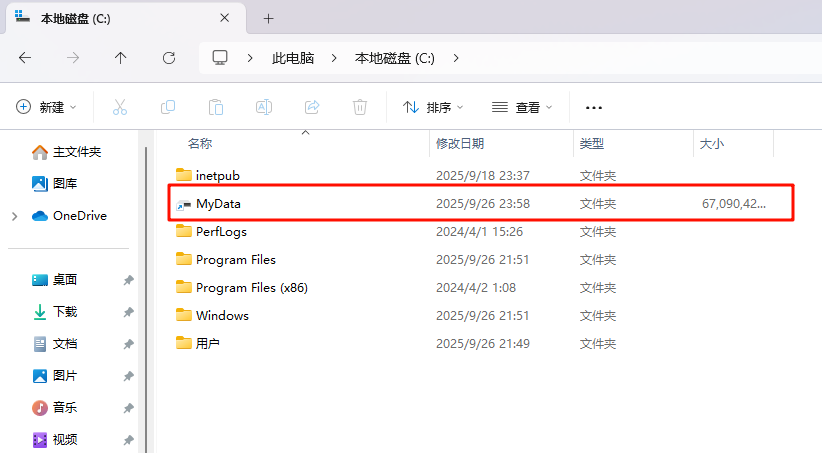 本地磁盘 (C:)
此电脑 本地磁盘 (C:)
新建 排序 查看
名称 修改日期 类型 大小
主文件夹
图库
OneDrive
桌面
下载
文档
图片
音乐
视频
inetpub 2025/9/18 23:37 文件夹
MyData 2025/9/26 23:58 文件夹 67,090,42...
PerfLogs 2024/4/1 15:26 文件夹
Program Files 2025/9/26 21:51 文件夹
Program Files (x86) 2024/4/2 1:08 文件夹
Windows 2025/9/26 21:51 文件夹
用户 2025/9/26 21:49 文件夹